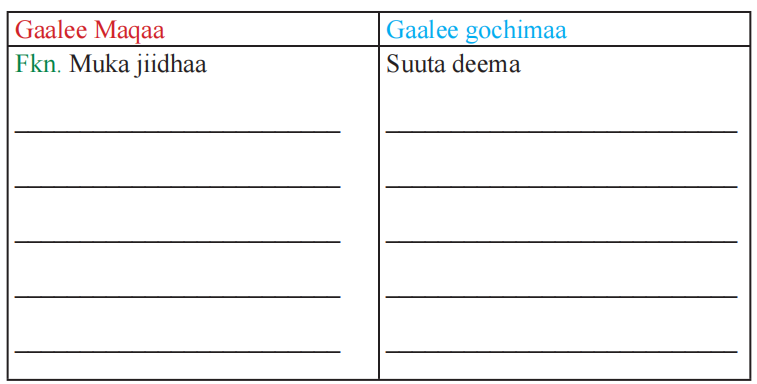 Gaalee Maqaa
Gaalee gochimaa
Fkn. Muka jiidhaa
Suuta deema